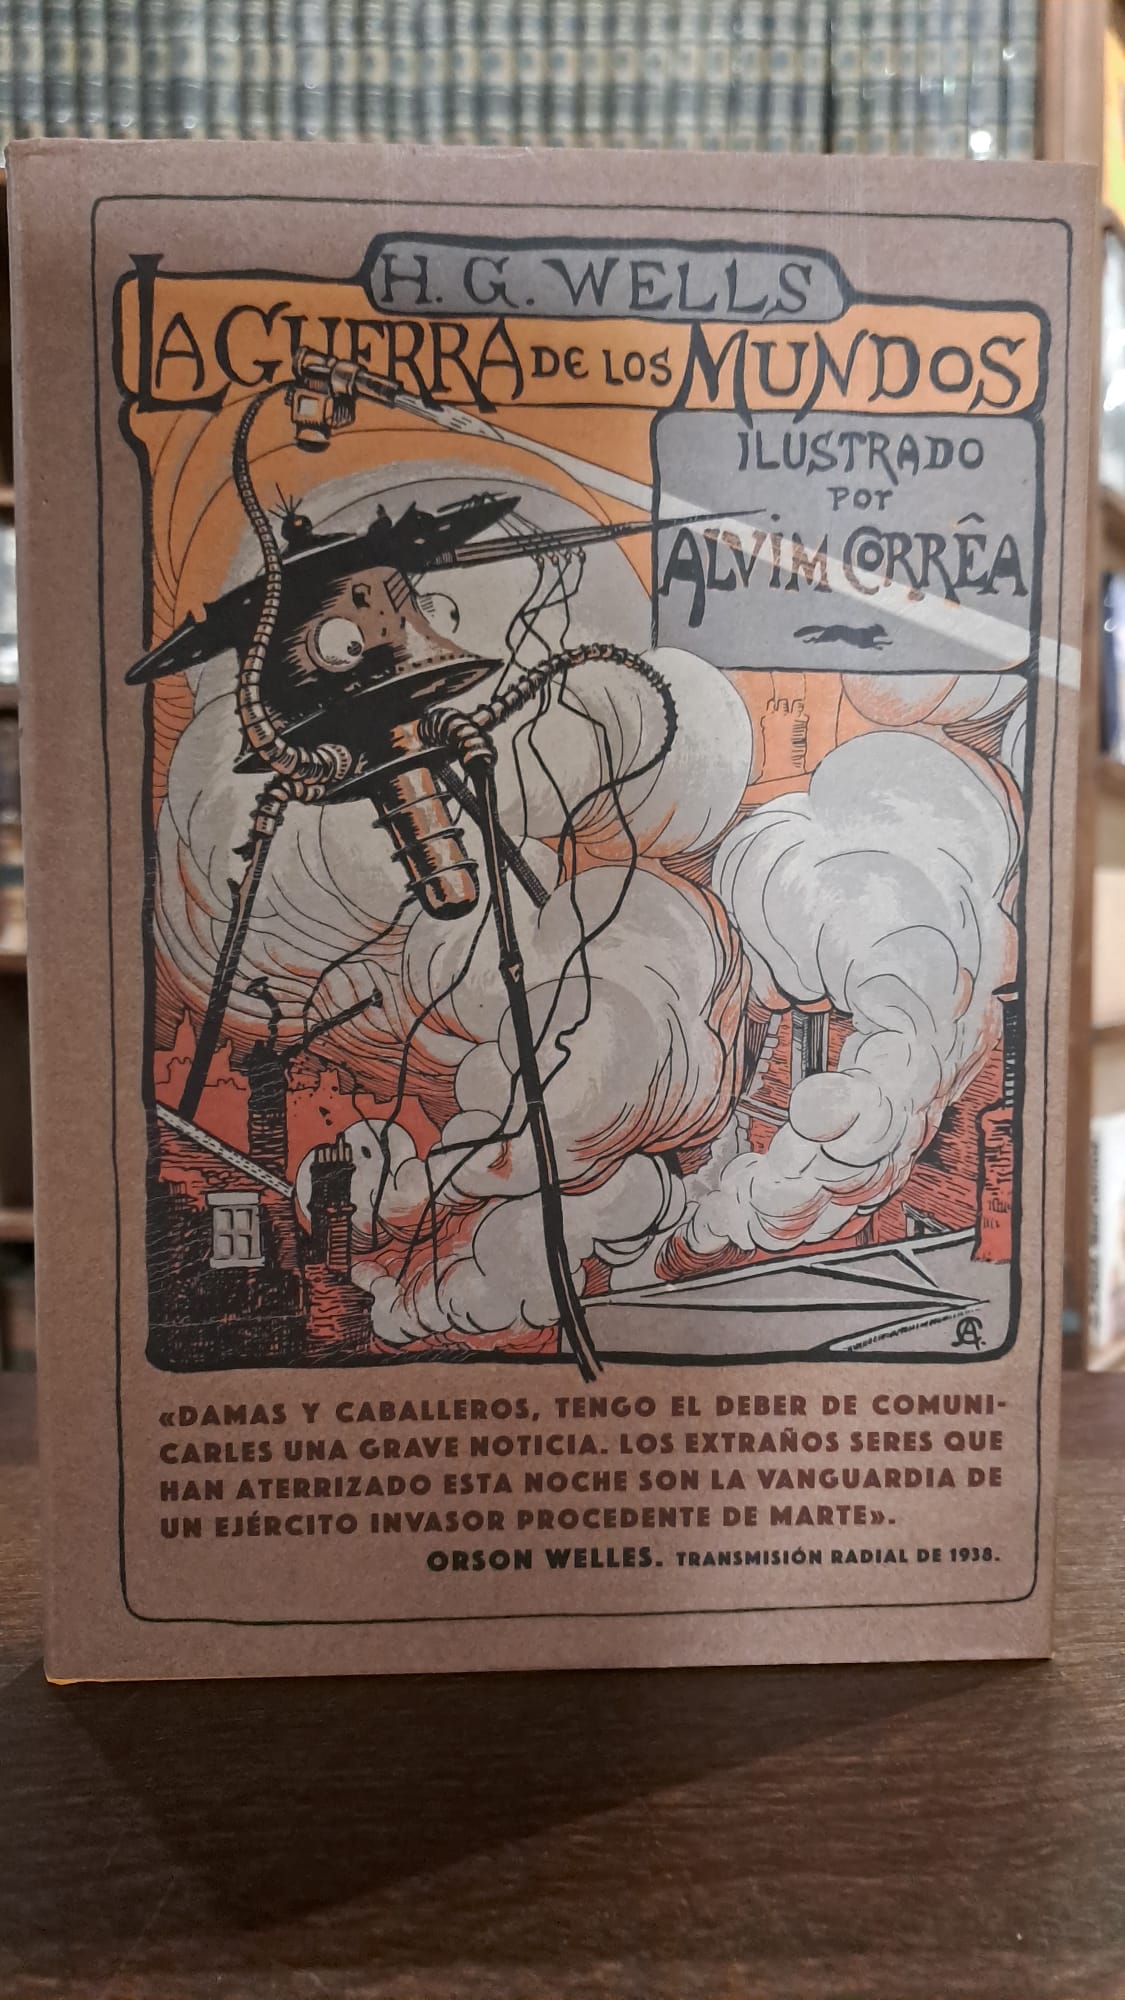 H. G. WELLS
LA GUERRA DE LOS MUNDOS
ILUSTRADO
POR
ALVIM CORRÊA
AC.
«DAMAS Y CABALLEROS, TENGO EL DEBER DE COMUNI-
CARLES UNA GRAVE NOTICIA. LOS EXTRAÑOS SERES QUE
HAN ATERRIZADO ESTA NOCHE SON LA VANGUARDIA DE
UN EJÉRCITO INVASOR PROCEDENTE DE MARTE».
ORSON WELLES. TRANSMISIÓN RADIAL DE 1938.